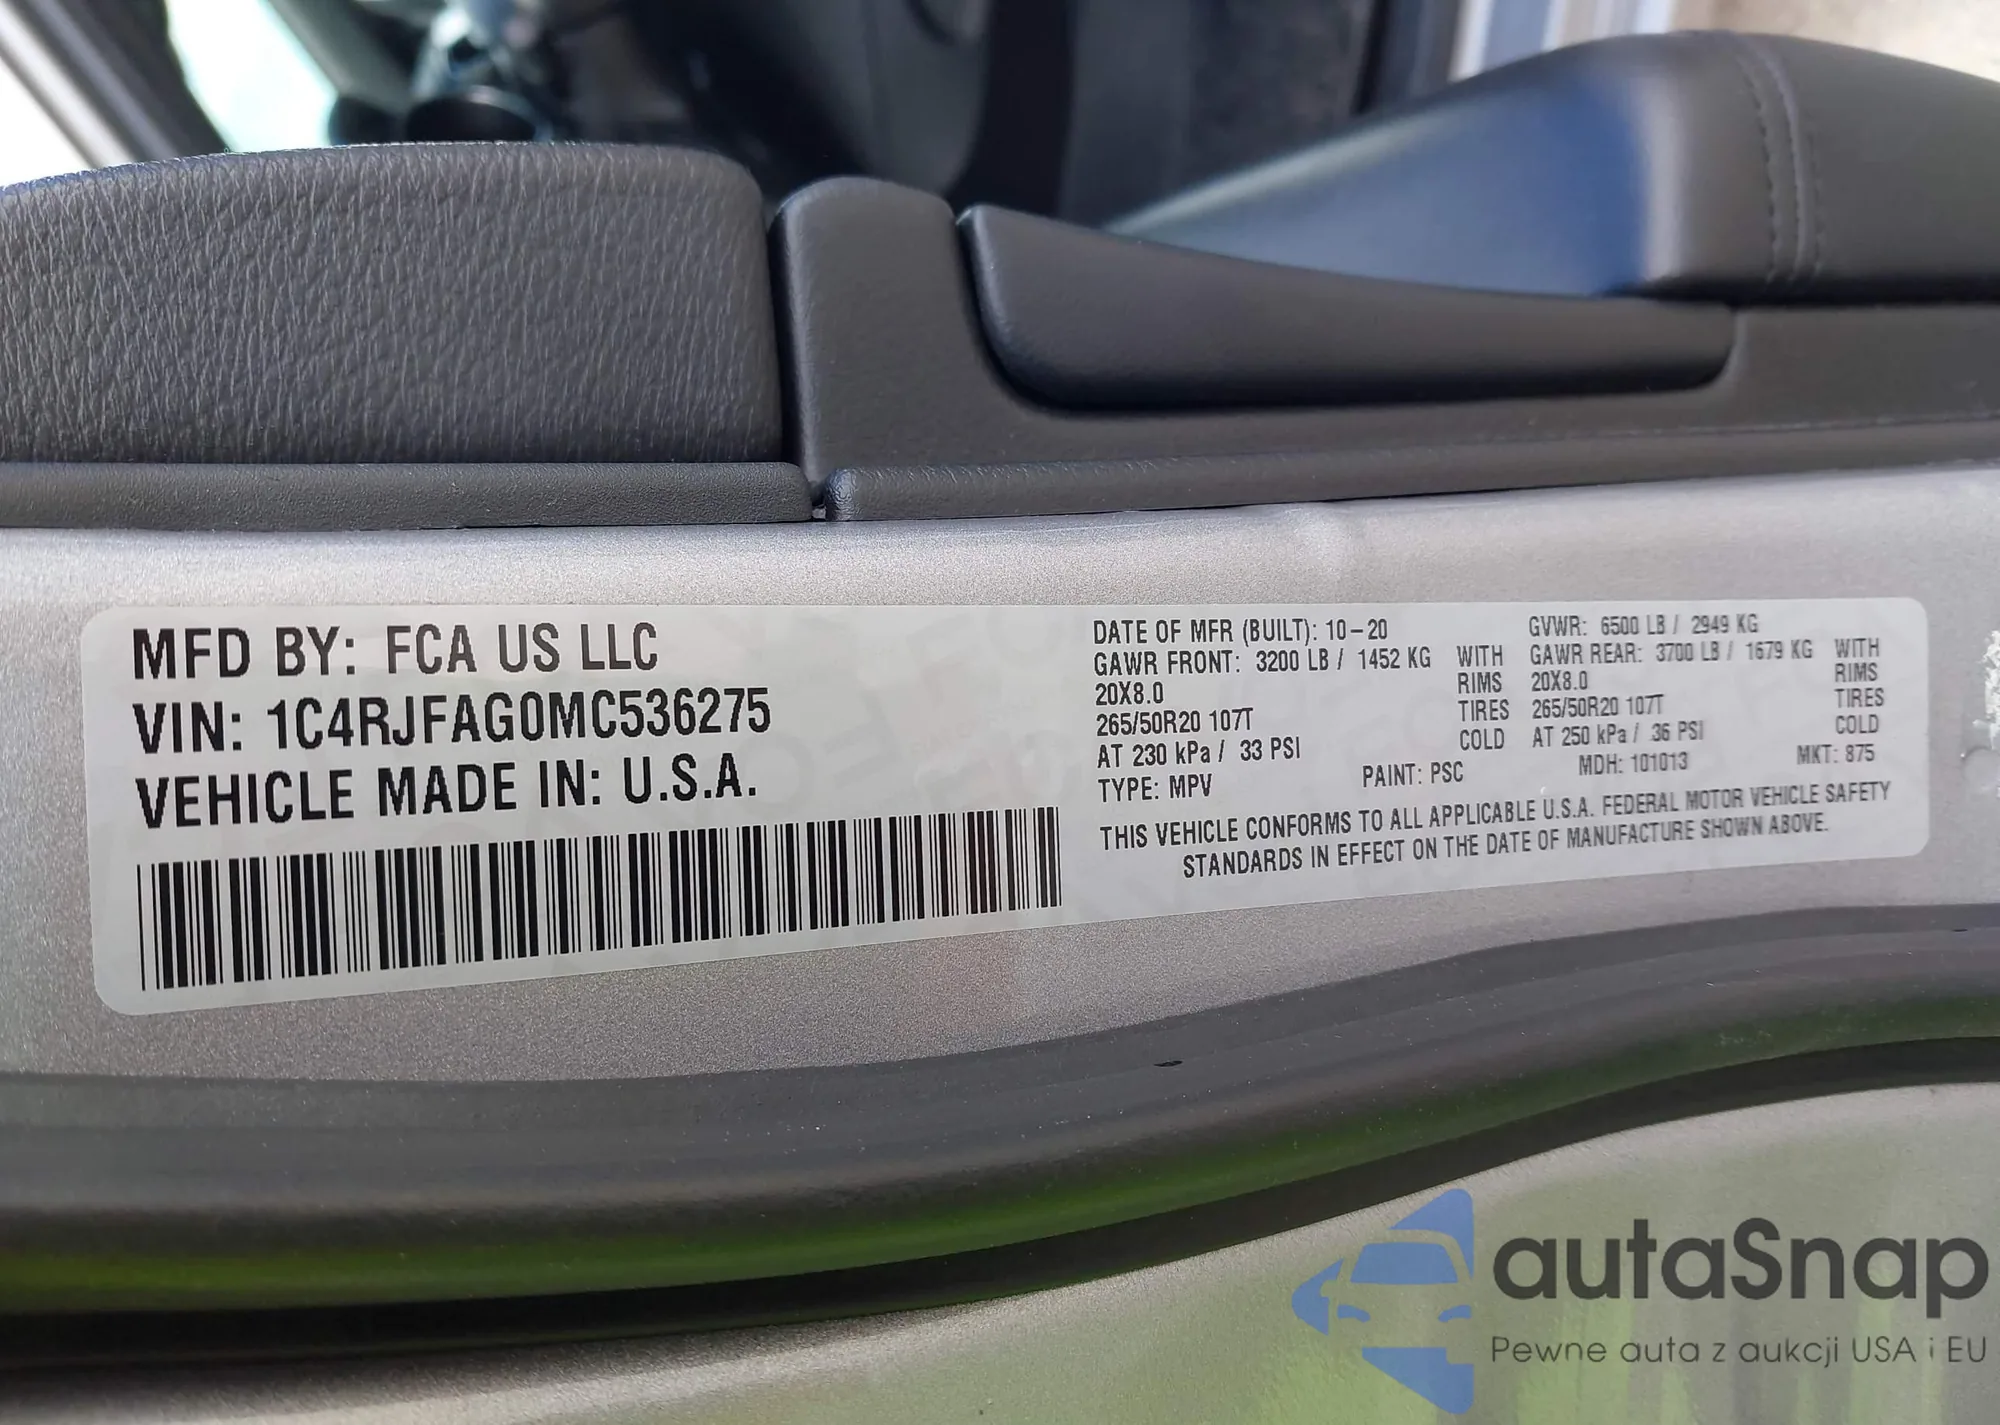 MFD BY: FCA US LLC
VIN: 1C4RJFAG0MC536275
VEHICLE MADE IN: U.S.A.
DATE OF MFR (BUILT): 10-20 GVWR: 6500 LB / 2949 KG
GAWR FRONT: 3200 LB / 1452 KG WITH GAWR REAR: 3700 LB / 1679 KG WITH
20X8.0 RIMS 20X8.0 RIMS
265/50R20 107T TIRES 265/50R20 107T TIRES
AT 230 kPa / 33 PSI COLD AT 250 kPa / 36 PSI COLD
TYPE: MPV PAINT: PSC MDH: 101013 MKT: 875
THIS VEHICLE CONFORMS TO ALL APPLICABLE U.S.A. FEDERAL MOTOR VEHICLE SAFETY
STANDARDS IN EFFECT ON THE DATE OF MANUFACTURE SHOWN ABOVE.
autaSnap
Pewne auta z aukcji USA i EU